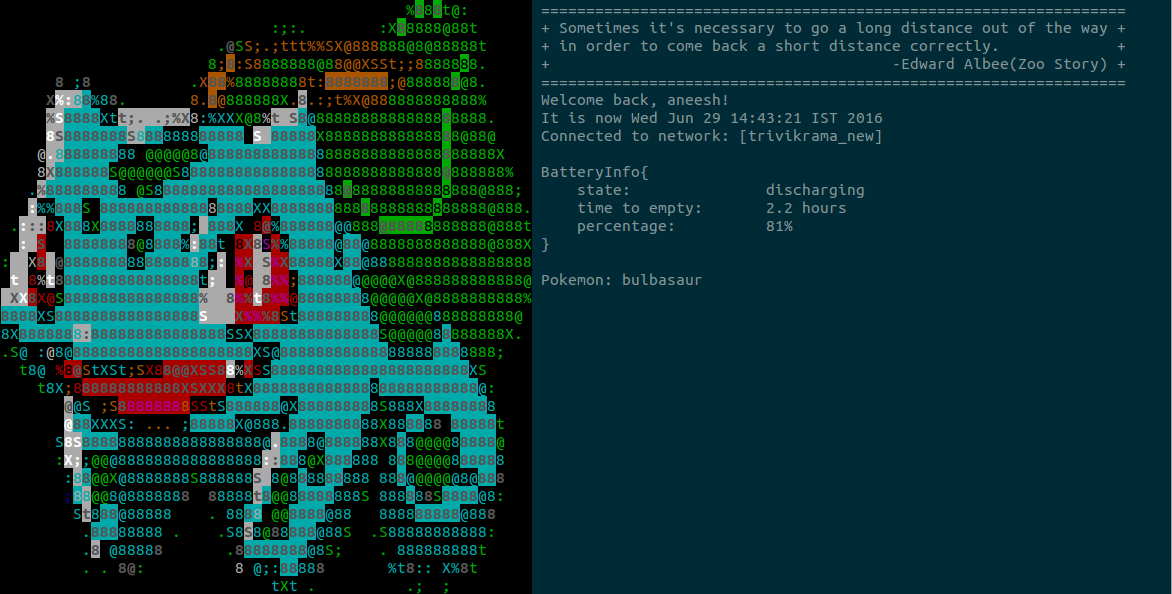 =================================================================
+ Sometimes it's necessary to go a long distance out of the way +
+ in order to come back a short distance correctly. +
+ -Edward Albee(Zoo Story) +
=================================================================
Welcome back, aneesh!
It is now Wed Jun 29 14:43:21 IST 2016
Connected to network: [trivikrama_new]
BatteryInfo{
state: discharging
time to empty: 2.2 hours
percentage: 81%
}
Pokemon: bulbasaur